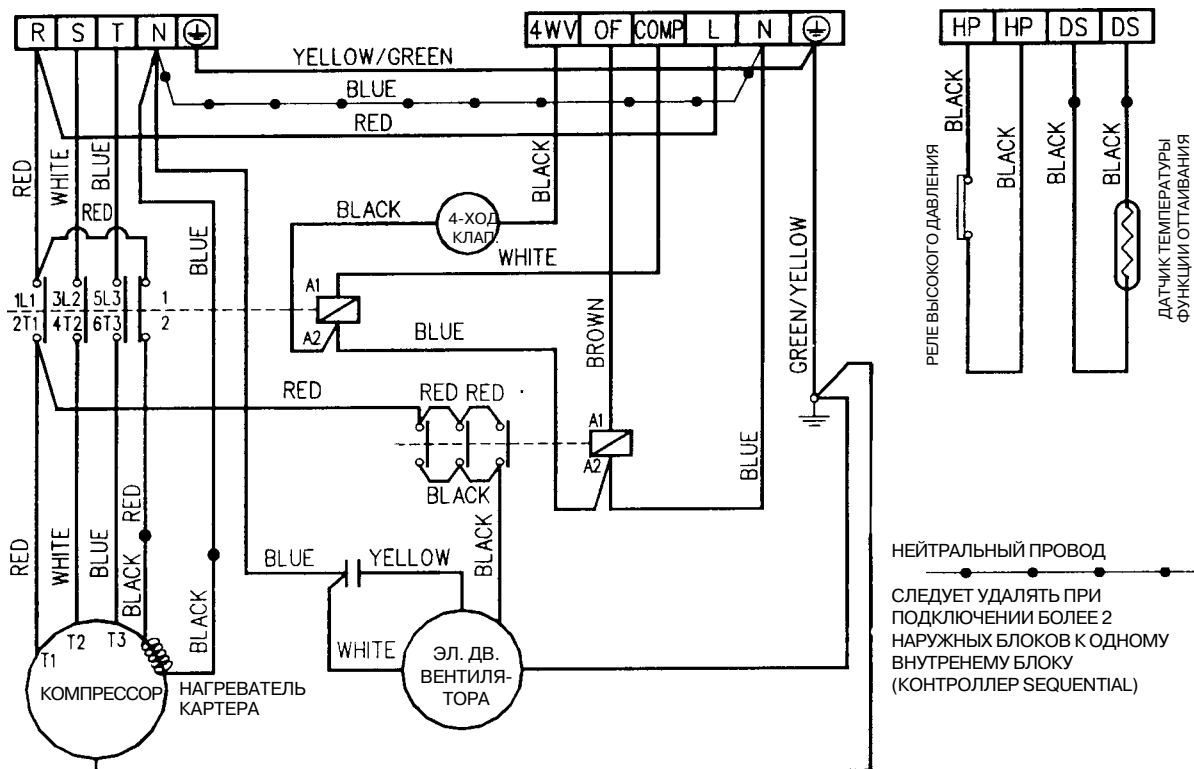 R S T N
4WV OF COMP L N
HP HP DS DS
YELLOW/GREEN
BLUE
RED
RED
WHITE
BLUE
RED
BLUE
BLACK
4-ХОД
КЛАП.
BLACK
WHITE
BLACK
BLACK
BLACK
BLACK
РЕЛЕ ВЫСОКОГО ДАВЛЕНИЯ
ДАТЧИК ТЕМПЕРАТУРЫ
ФУНКЦИИ ОТТАИВАНИЯ
1L1 3L2 5L3 1
2T1 4T2 6T3 2
A1
A2
BLUE
BROWN
GREEN/YELLOW
RED
RED RED
A1
A2
BLACK
BLUE
BLACK
RED
WHITE
BLUE
BLACK
RED
BLACK
BLUE
YELLOW
WHITE
T1
T2
T3
КОМПРЕССОР
НАГРЕВАТЕЛЬ
КАРТЕРА
ЭЛ. ДВ.
ВЕНТИЛЯ-
ТОРА
НЕЙТРАЛЬНЫЙ ПРОВОД
СЛЕДУЕТ УДАЛЯТЬ ПРИ
ПОДКЛЮЧЕНИИ БОЛЕЕ 2
НАРУЖНЫХ БЛОКОВ К ОДНОМУ
ВНУТРЕНЕМУ БЛОКУ
(КОНТРОЛЛЕР SEQUENTIAL)